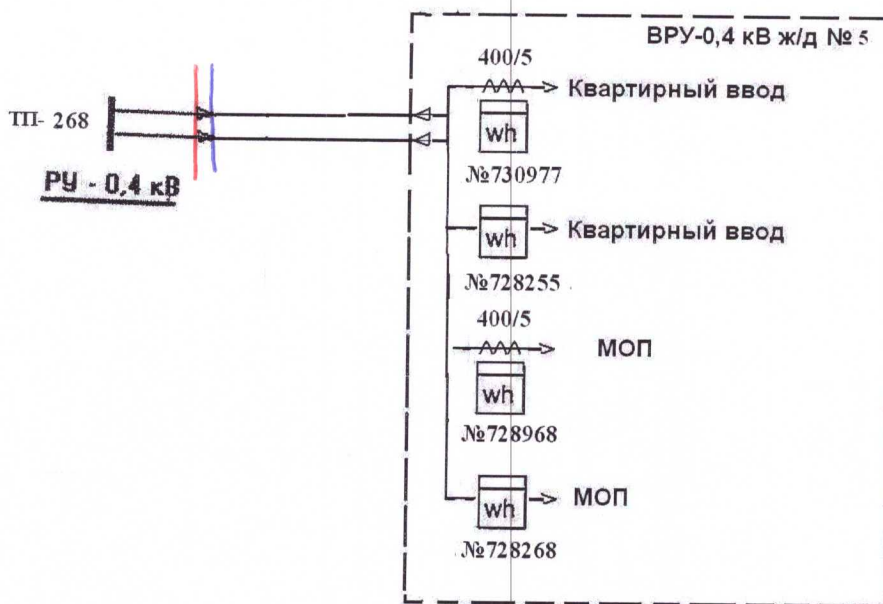 ВРУ-0,4 кВ ж/д № 5
400/5
Квартирный ввод
ТП- 268
wh
РУ - 0,4 кВ
№730977
Квартирный ввод
wh
№728255
400/5
МОП
wh
№728968
МОП
wh
№728268